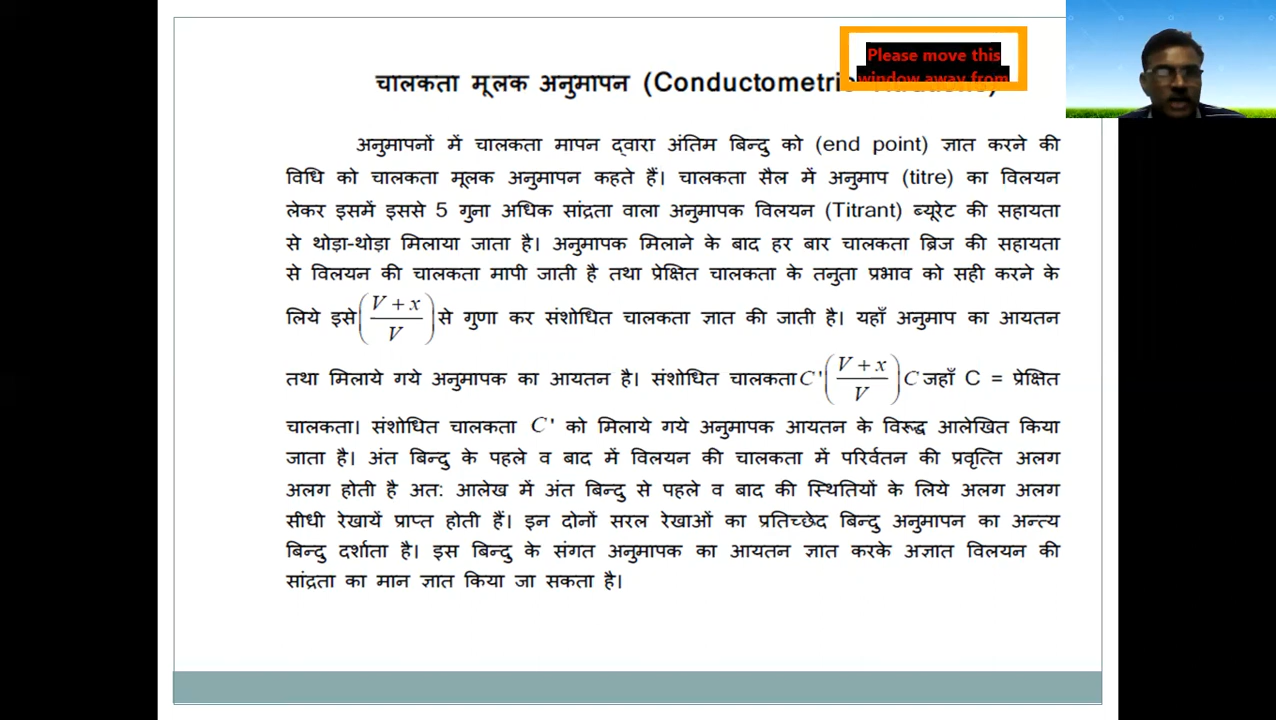 Please move this
window away from
चालकता मूलक अनुमापन (Conductometric
अनुमापनों में चालकता मापन द्वारा अंतिम बिन्दु को (end point) ज्ञात करने की
विधि को चालकता मूलक अनुमापन कहते हैं। चालकता सैल में अनुमाप (titre) का विलयन
लेकर इसमें इससे 5 गुना अधिक सांद्रता वाला अनुमापक विलयन (Titrant) ब्यूरेट की सहायता
से थोड़ा-थोड़ा मिलाया जाता है। अनुमापक मिलाने के बाद हर बार चालकता ब्रिज की सहायता
से विलयन की चालकता मापी जाती है तथा प्रेक्षित चालकता के तनुता प्रभाव को सही करने के
लिये इसे (V + x / V) से गुणा कर संशोधित चालकता ज्ञात की जाती है। यहाँ अनुमाप का आयतन
तथा मिलाये गये अनुमापक का आयतन है। संशोधित चालकता C' (V + x / V) C जहाँ C = प्रेक्षित
चालकता। संशोधित चालकता C' को मिलाये गये अनुमापक आयतन के विरूद्ध आलेखित किया
जाता है। अंत बिन्दु के पहले व बाद में विलयन की चालकता में परिर्वतन की प्रवृत्ति अलग
अलग होती है अत: आलेख में अंत बिन्दु से पहले व बाद की स्थितियों के लिये अलग अलग
सीधी रेखायें प्राप्त होती हैं। इन दोनों सरल रेखाओं का प्रतिच्छेद बिन्दु अनुमापन का अन्त्य
बिन्दु दर्शाता है। इस बिन्दु के संगत अनुमापक का आयतन ज्ञात करके अज्ञात विलयन की
सांद्रता का मान ज्ञात किया जा सकता है।